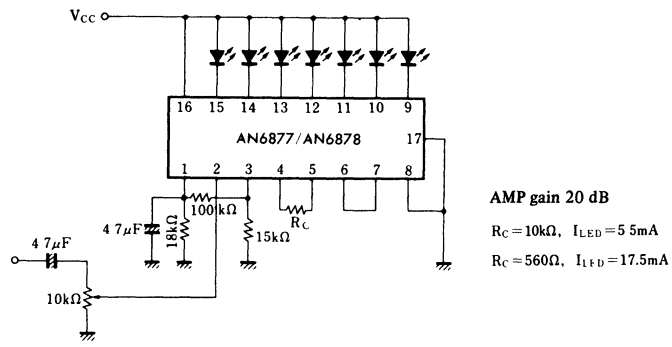 VCC
16 15 14 13 12 11 10 9
AN6877/AN6878 17
1 2 3 4 5 6 7 8
100kΩ
RC
4 7μF
18kΩ
15kΩ
4 7μF
10kΩ
AMP gain 20 dB
RC=10kΩ, ILED=5 5mA
RC=560Ω, ILED=17.5mA